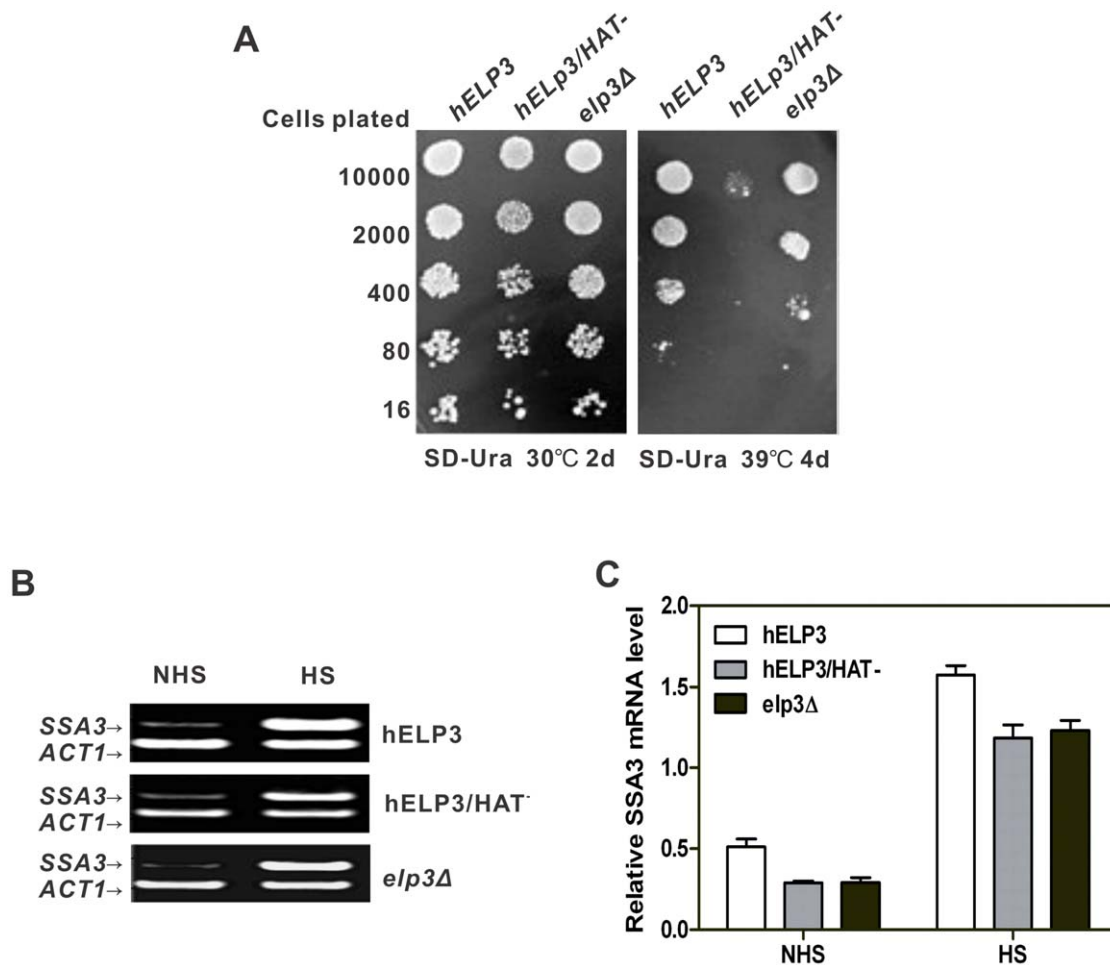 A
hELP3
hELp3/HAT-
elp3Δ
hELP3
hELp3/HAT-
elp3Δ
Cells plated
10000
2000
400
80
16
SD-Ura 30℃ 2d
SD-Ura 39℃ 4d
B
NHS HS
SSA3→
ACT1→
hELP3
SSA3→
ACT1→
hELP3/HAT-
SSA3→
ACT1→
elp3Δ
C
Relative SSA3 mRNA level
2.0
1.5
1.0
0.5
0.0
hELP3
hELP3/HAT-
elp3Δ
NHS
HS